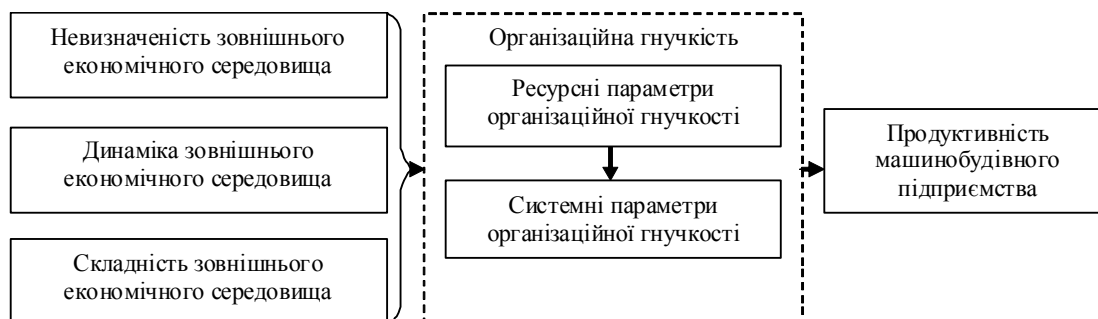 Невизначеність зовнішнього
економічного середовища
Динаміка зовнішнього
економічного середовища
Складність зовнішнього
економічного середовища
Організаційна гнучкість
Ресурсні параметри
організаційної гнучкості
Системні параметри
організаційної гнучкості
Продуктивність
машинобудівного
підприємства